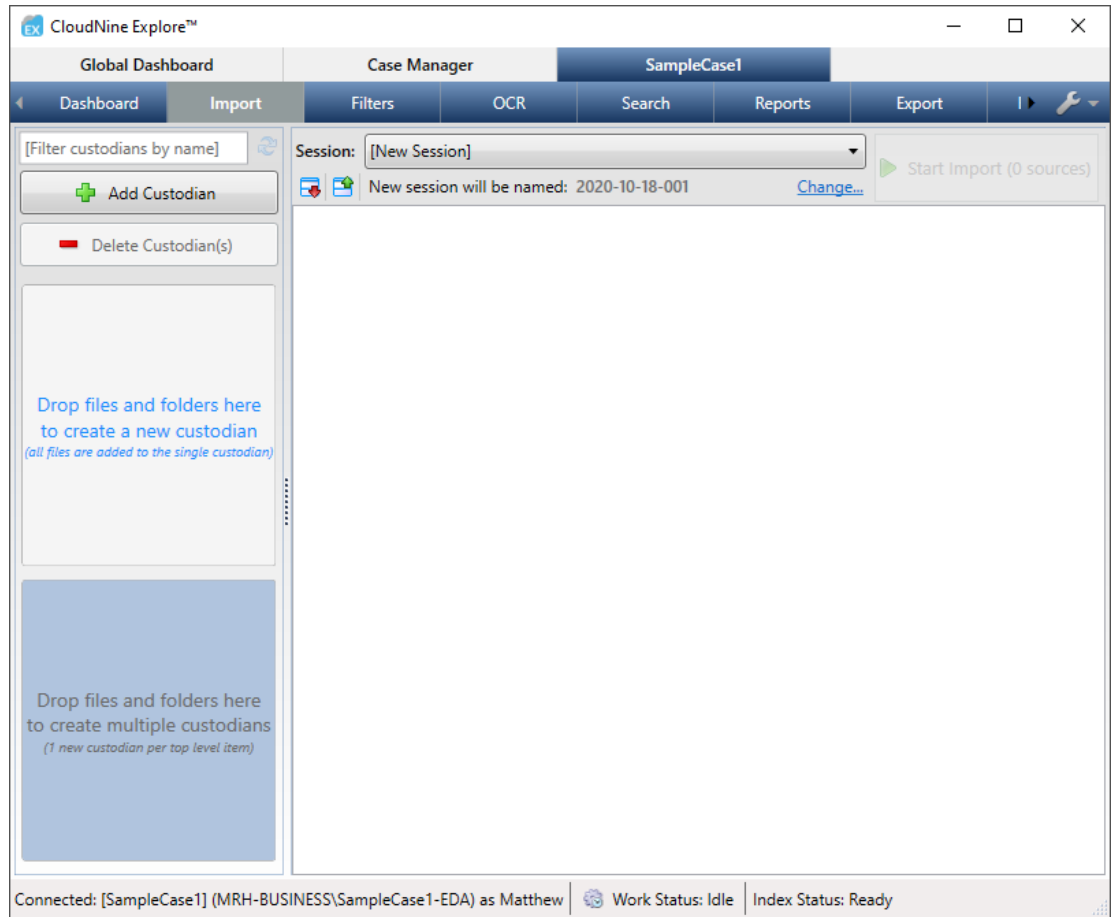 CloudNine Explore™
Global Dashboard Case Manager SampleCase1
Dashboard Import Filters OCR Search Reports Export
[Filter custodians by name]
Session: [New Session]
Start Import (0 sources)
Add Custodian
New session will be named: 2020-10-18-001 Change...
Delete Custodian(s)
Drop files and folders here
to create a new custodian
(all files are added to the single custodian)
Drop files and folders here
to create multiple custodians
(1 new custodian per top level item)
Connected: [SampleCase1] (MRH-BUSINESS\SampleCase1-EDA) as Matthew Work Status: Idle Index Status: Ready